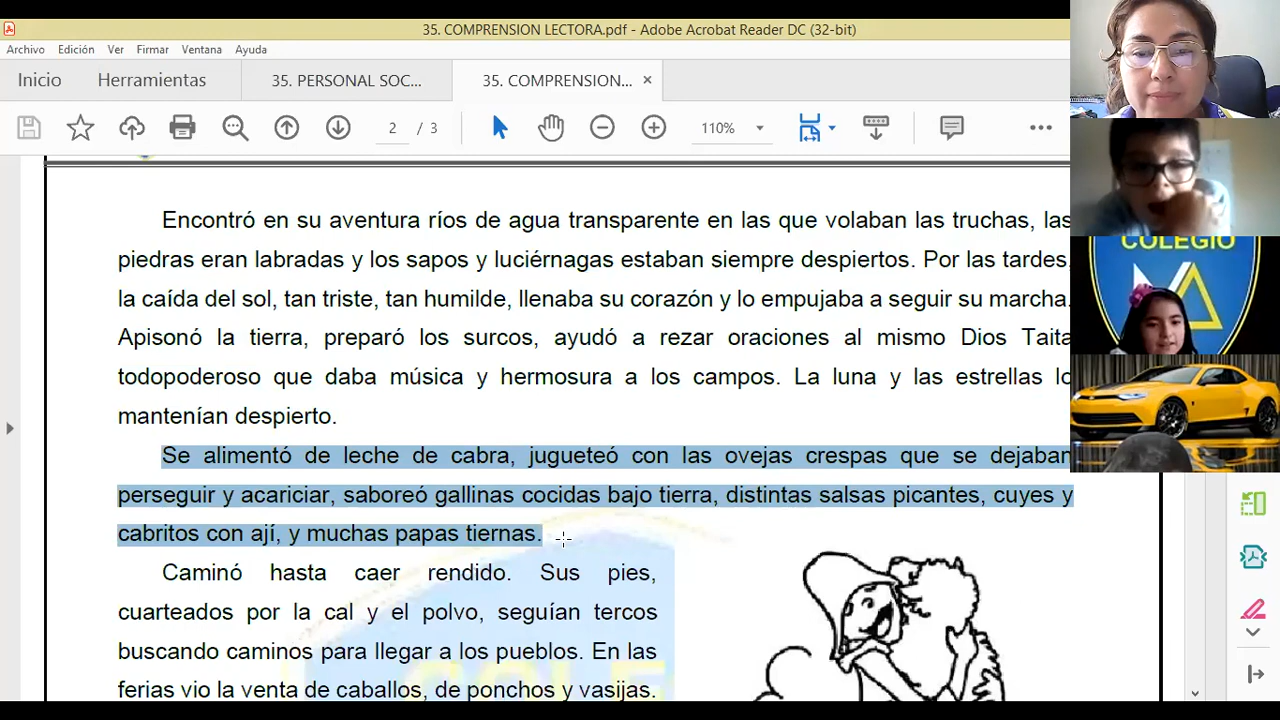 35. COMPRENSION LECTORA.pdf - Adobe Acrobat Reader DC (32-bit)
Archivo Edición Ver Firmar Ventana Ayuda
Inicio Herramientas 35. PERSONAL SOC... 35. COMPRENSION... ×
2 / 3 110%
COLEGIO
Encontró en su aventura ríos de agua transparente en las que volaban las truchas, las
piedras eran labradas y los sapos y luciérnagas estaban siempre despiertos. Por las tardes,
la caída del sol, tan triste, tan humilde, llenaba su corazón y lo empujaba a seguir su marcha.
Apisonó la tierra, preparó los surcos, ayudó a rezar oraciones al mismo Dios Taita
todopoderoso que daba música y hermosura a los campos. La luna y las estrellas lo
mantenían despierto.
Se alimentó de leche de cabra, jugueteó con las ovejas crespas que se dejaban
perseguir y acariciar, saboreó gallinas cocidas bajo tierra, distintas salsas picantes, cuyes y
cabritos con ají, y muchas papas tiernas.
Caminó hasta caer rendido. Sus pies,
cuarteados por la cal y el polvo, seguían tercos
buscando caminos para llegar a los pueblos. En las
ferias vio la venta de caballos, de ponchos y vasijas.
COLE